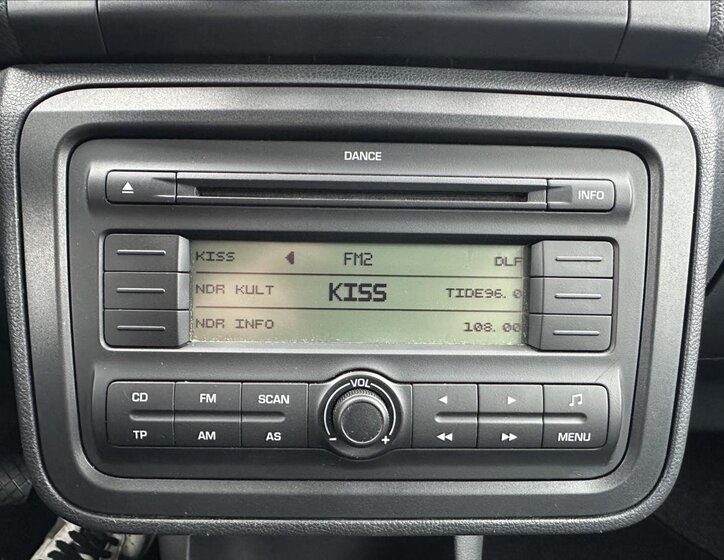 DANCE
INFO
KISS FM2 DLF
NDR KULT KISS TIDE96.0
NDR INFO 108.00
VOL
CD FM SCAN
TP AM AS MENU
- +